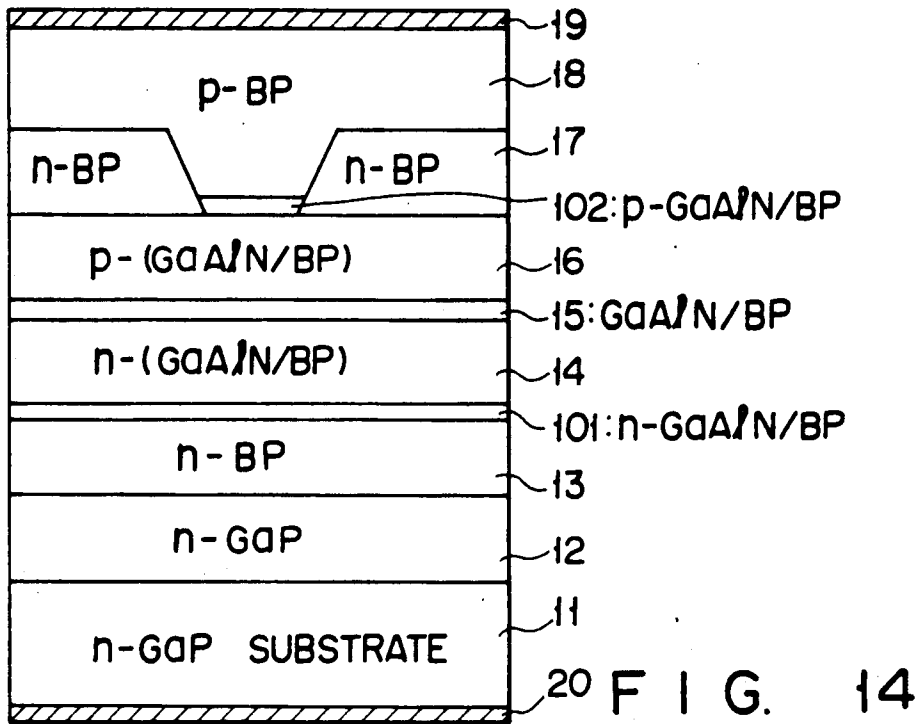 19
p-BP
18
n-BP
n-BP
17
102:p-GaAlN/BP
p-(GaAlN/BP)
16
15:GaAlN/BP
n-(GaAlN/BP)
14
101:n-GaAlN/BP
n-BP
13
n-GaP
12
n-GaP SUBSTRATE
11
20
FIG. 14